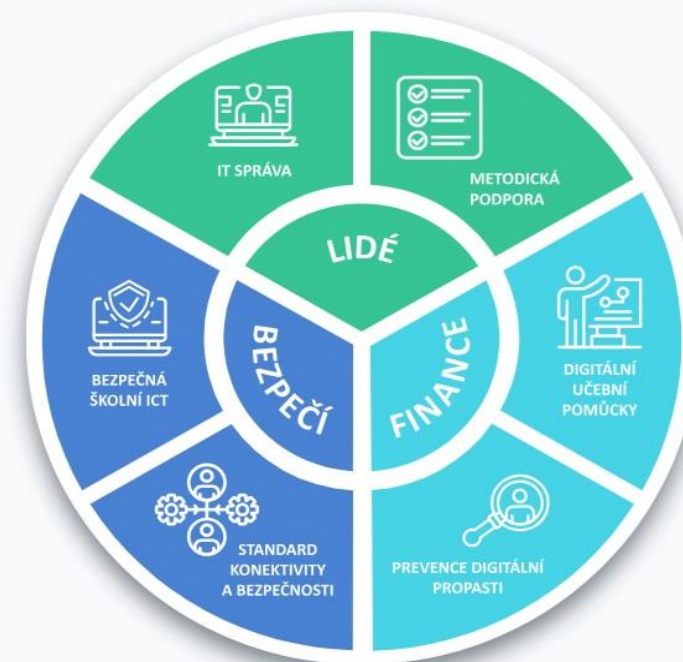 IT SPRÁVA
METODICKÁ
PODPORA
LIDÉ
BEZPEČÍ
FINANCE
BEZPEČNÁ
ŠKOLNÍ ICT
DIGITÁLNÍ
UČEBNÍ
POMŮCKY
STANDARD
KONEKTIVITY
A BEZPEČNOSTI
PREVENCE DIGITÁLNÍ
PROPASTI